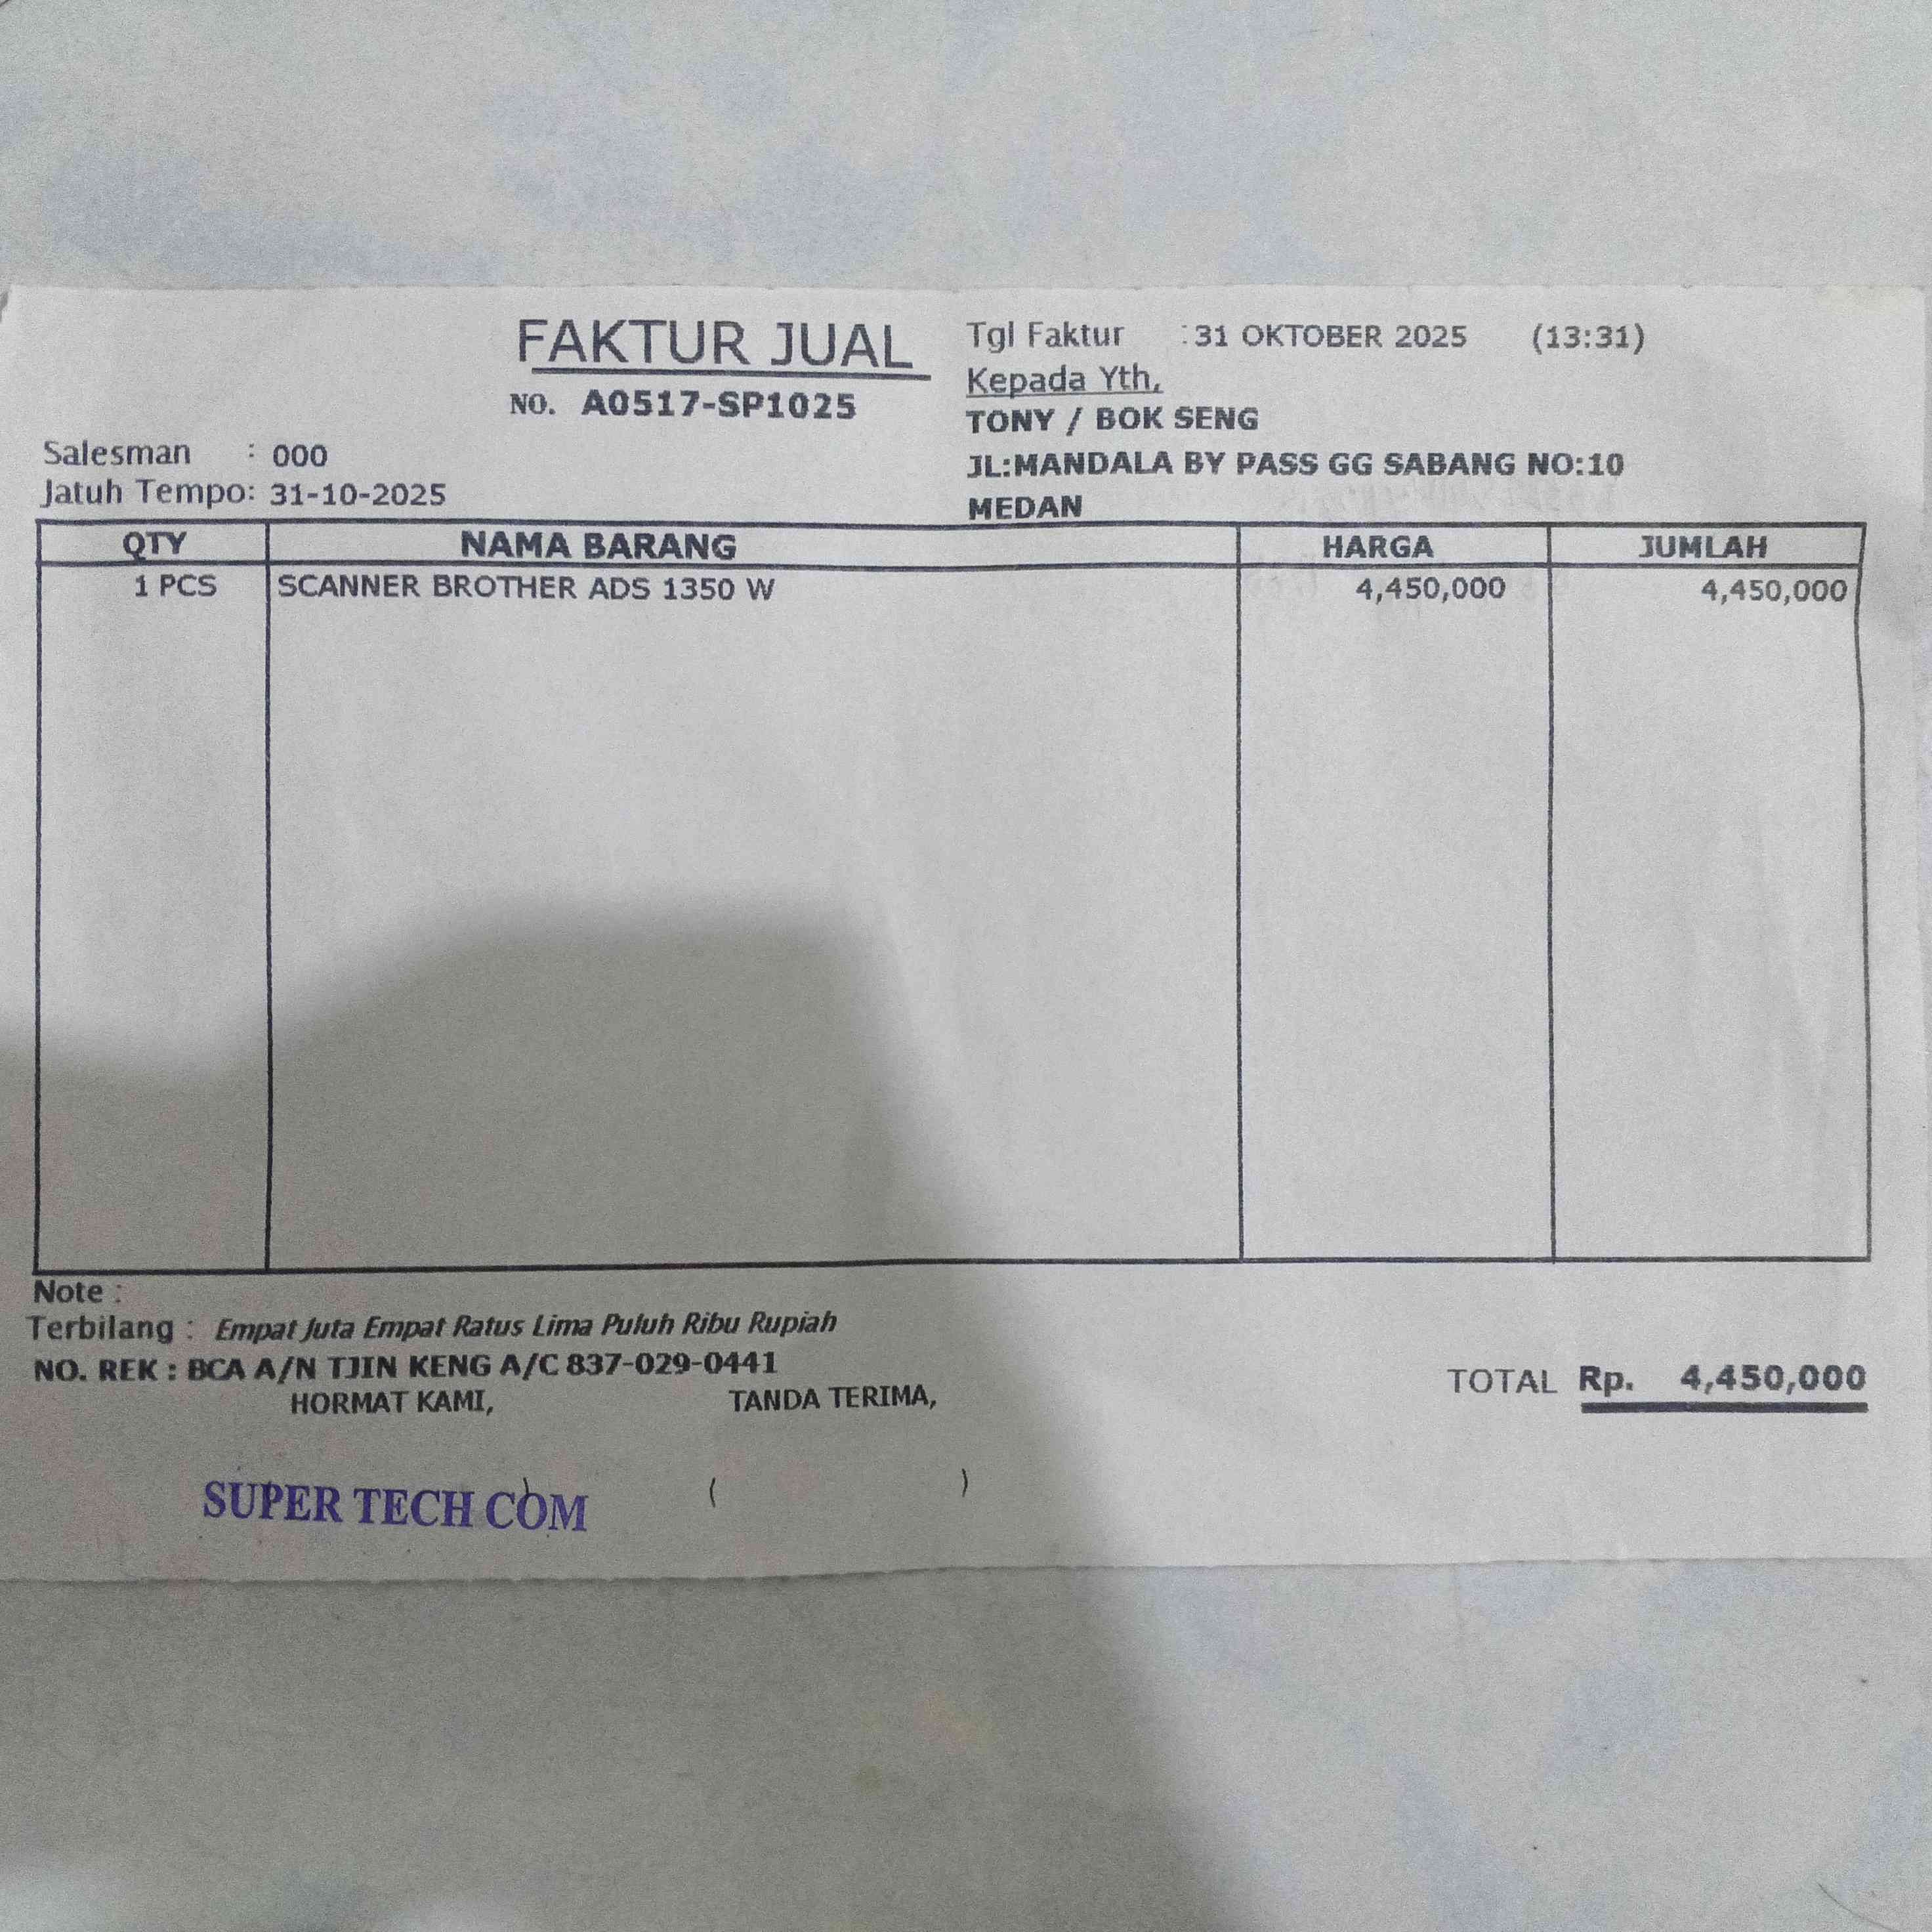 FAKTUR JUAL
NO. A0517-SP1025
Tgl Faktur : 31 OKTOBER 2025 (13:31)
Kepada Yth,
TONY / BOK SENG
JL:MANDALA BY PASS GG SABANG NO:10
MEDAN
Salesman : 000
Jatuh Tempo: 31-10-2025
QTY NAMA BARANG HARGA JUMLAH
1 PCS SCANNER BROTHER ADS 1350 W 4,450,000 4,450,000
Note :
Terbilang : Empat Juta Empat Ratus Lima Puluh Ribu Rupiah
NO. REK : BCA A/N TJIN KENG A/C 837-029-0441
TOTAL Rp. 4,450,000
HORMAT KAMI, TANDA TERIMA,
SUPER TECH COM ( )